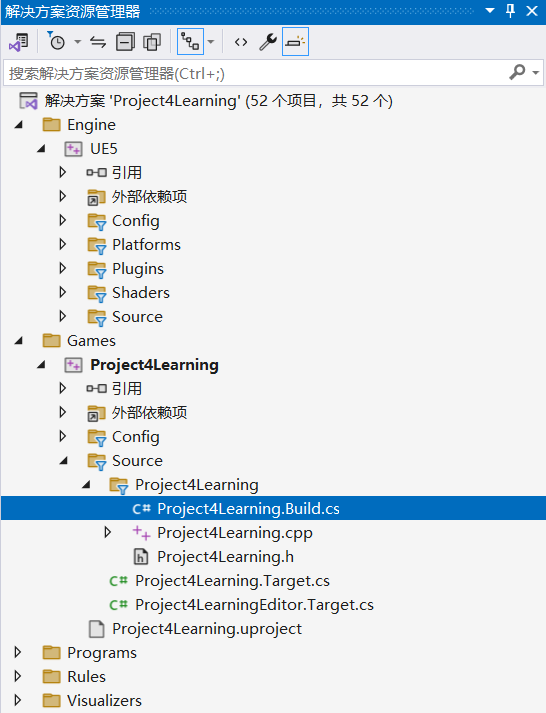 解决方案资源管理器
搜索解决方案资源管理器(Ctrl+;)
解决方案 'Project4Learning' (52 个项目，共 52 个)
Engine
UE5
引用
外部依赖项
Config
Platforms
Plugins
Shaders
Source
Games
Project4Learning
引用
外部依赖项
Config
Source
Project4Learning
C# Project4Learning.Build.cs
Project4Learning.cpp
h Project4Learning.h
C# Project4Learning.Target.cs
C# Project4LearningEditor.Target.cs
Project4Learning.uproject
Programs
Rules
Visualizers